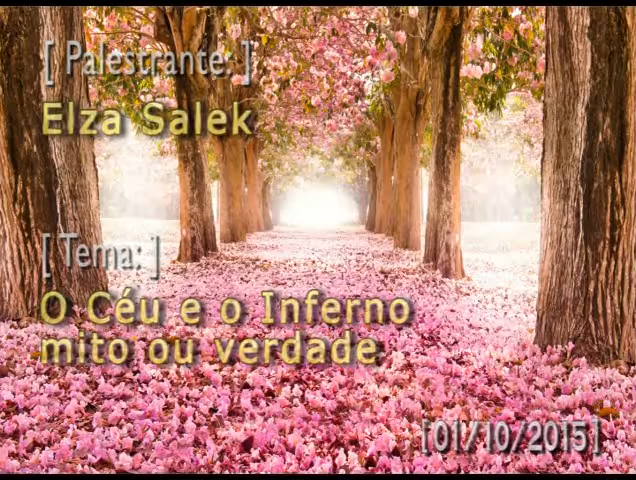 [ Palestrante: ]
Elza Salek
[ Tema: ]
O Céu e o Inferno
mito ou verdade
[01/10/2015]